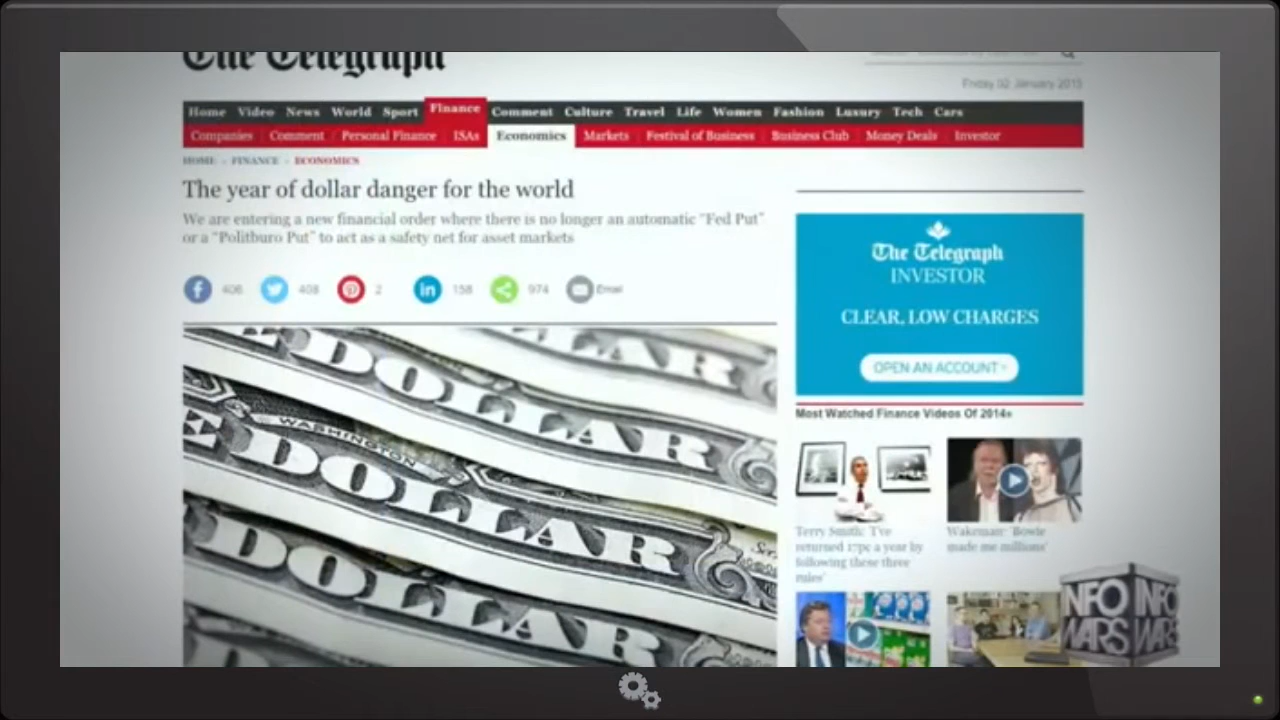 The Telegraph
Friday 02 January 2015
Home Video News World Sport Finance Comment Culture Travel Life Women Fashion Luxury Tech Cars
Companies Comment Personal Finance ISAs Economics Markets Festival of Business Business Club Money Deals Investor
HOME FINANCE ECONOMICS
The year of dollar danger for the world
We are entering a new financial order where there is no longer an automatic "Fed Put"
or a "Politburo Put" to act as a safety net for asset markets
406 408 2 in 158 974 Email
The Telegraph
INVESTOR
CLEAR, LOW CHARGES
OPEN AN ACCOUNT
Most Watched Finance Videos Of 2014»
Terry Smith: 'I've
returned 17pc a year by
following these three
rules'
Wakeman: 'Bowie
made me millions'
E DOLLAR
WASHINGTON
E DOLLAR
DOLLAR
INFO INFO
WARS WARS